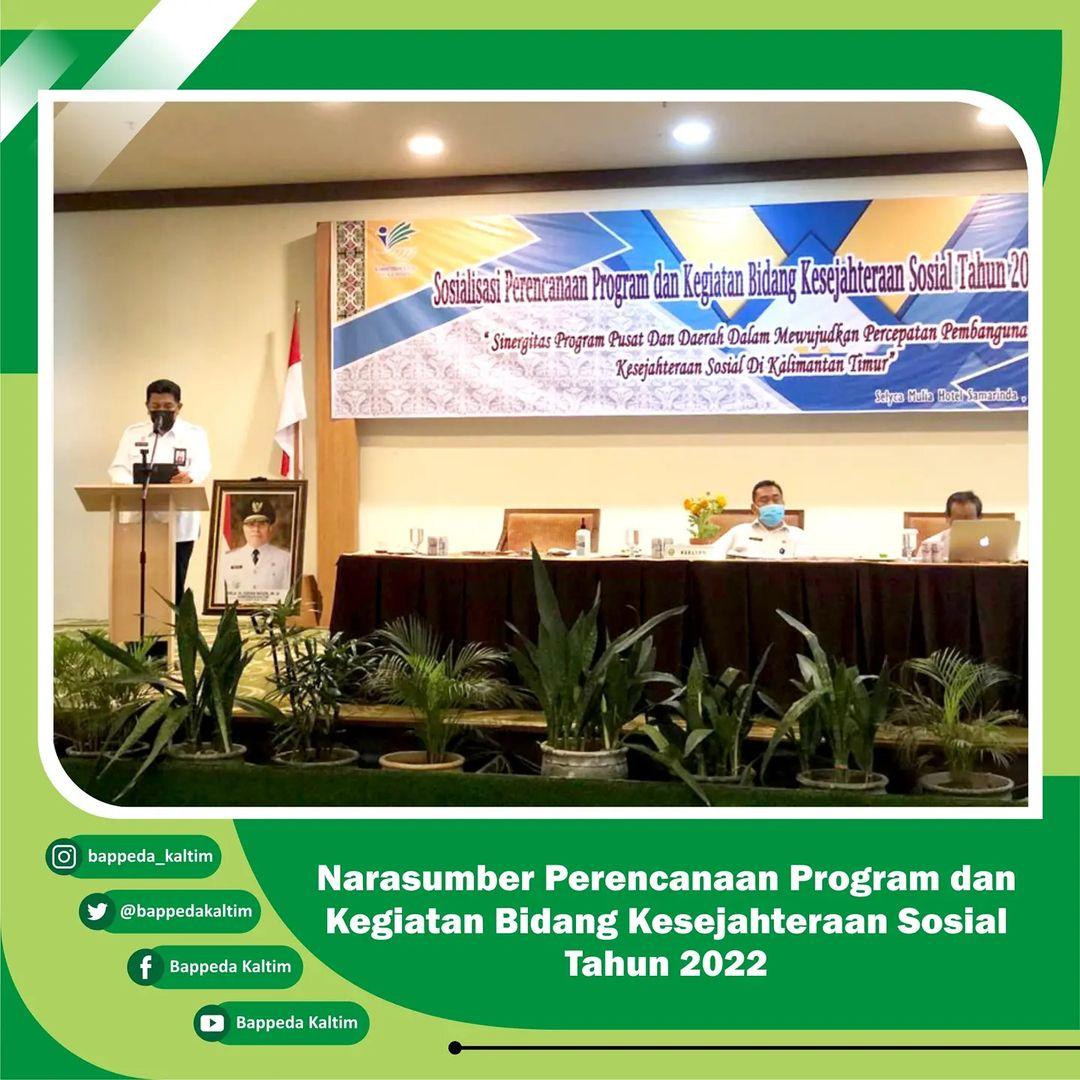 Sosialisasi Perencanaan Program dan Kegiatan Bidang Kesejahteraan Sosial Tahun 20
“Sinergitas Program Pusat Dan Daerah Dalam Mewujudkan Percepatan Pembanguna
Kesejahteraan Sosial Di Kalimantan Timur”
Selyca Mulia Hotel Samarinda ,
bappeda_kaltim
@bappedakaltim
Bappeda Kaltim
Bappeda Kaltim
Narasumber Perencanaan Program dan
Kegiatan Bidang Kesejahteraan Sosial
Tahun 2022